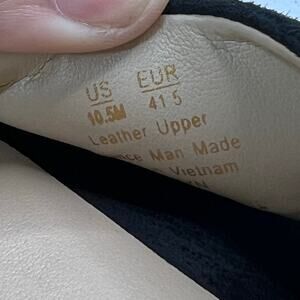 US EUR
10.5M 41 5
Leather Upper
Man Made
Vietnam